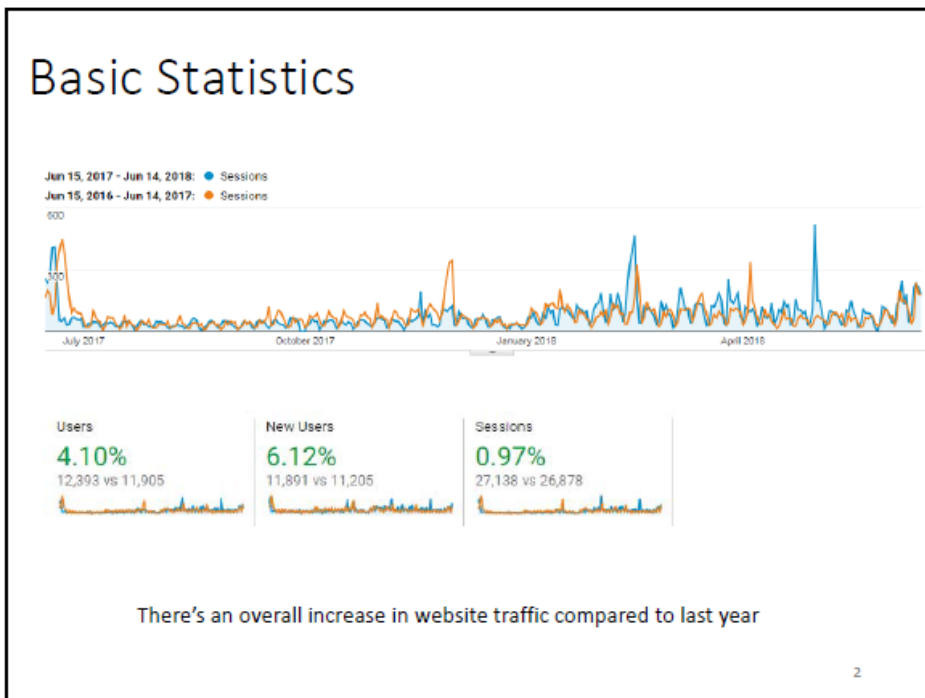 Basic Statistics
Jun 15, 2017 - Jun 14, 2018: Sessions
Jun 15, 2016 - Jun 14, 2017: Sessions
600
300
July 2017 October 2017 January 2018 April 2018
Users New Users Sessions
4.10% 6.12% 0.97%
12,393 vs 11,905 11,891 vs 11,205 27,138 vs 26,878
There's an overall increase in website traffic compared to last year
2